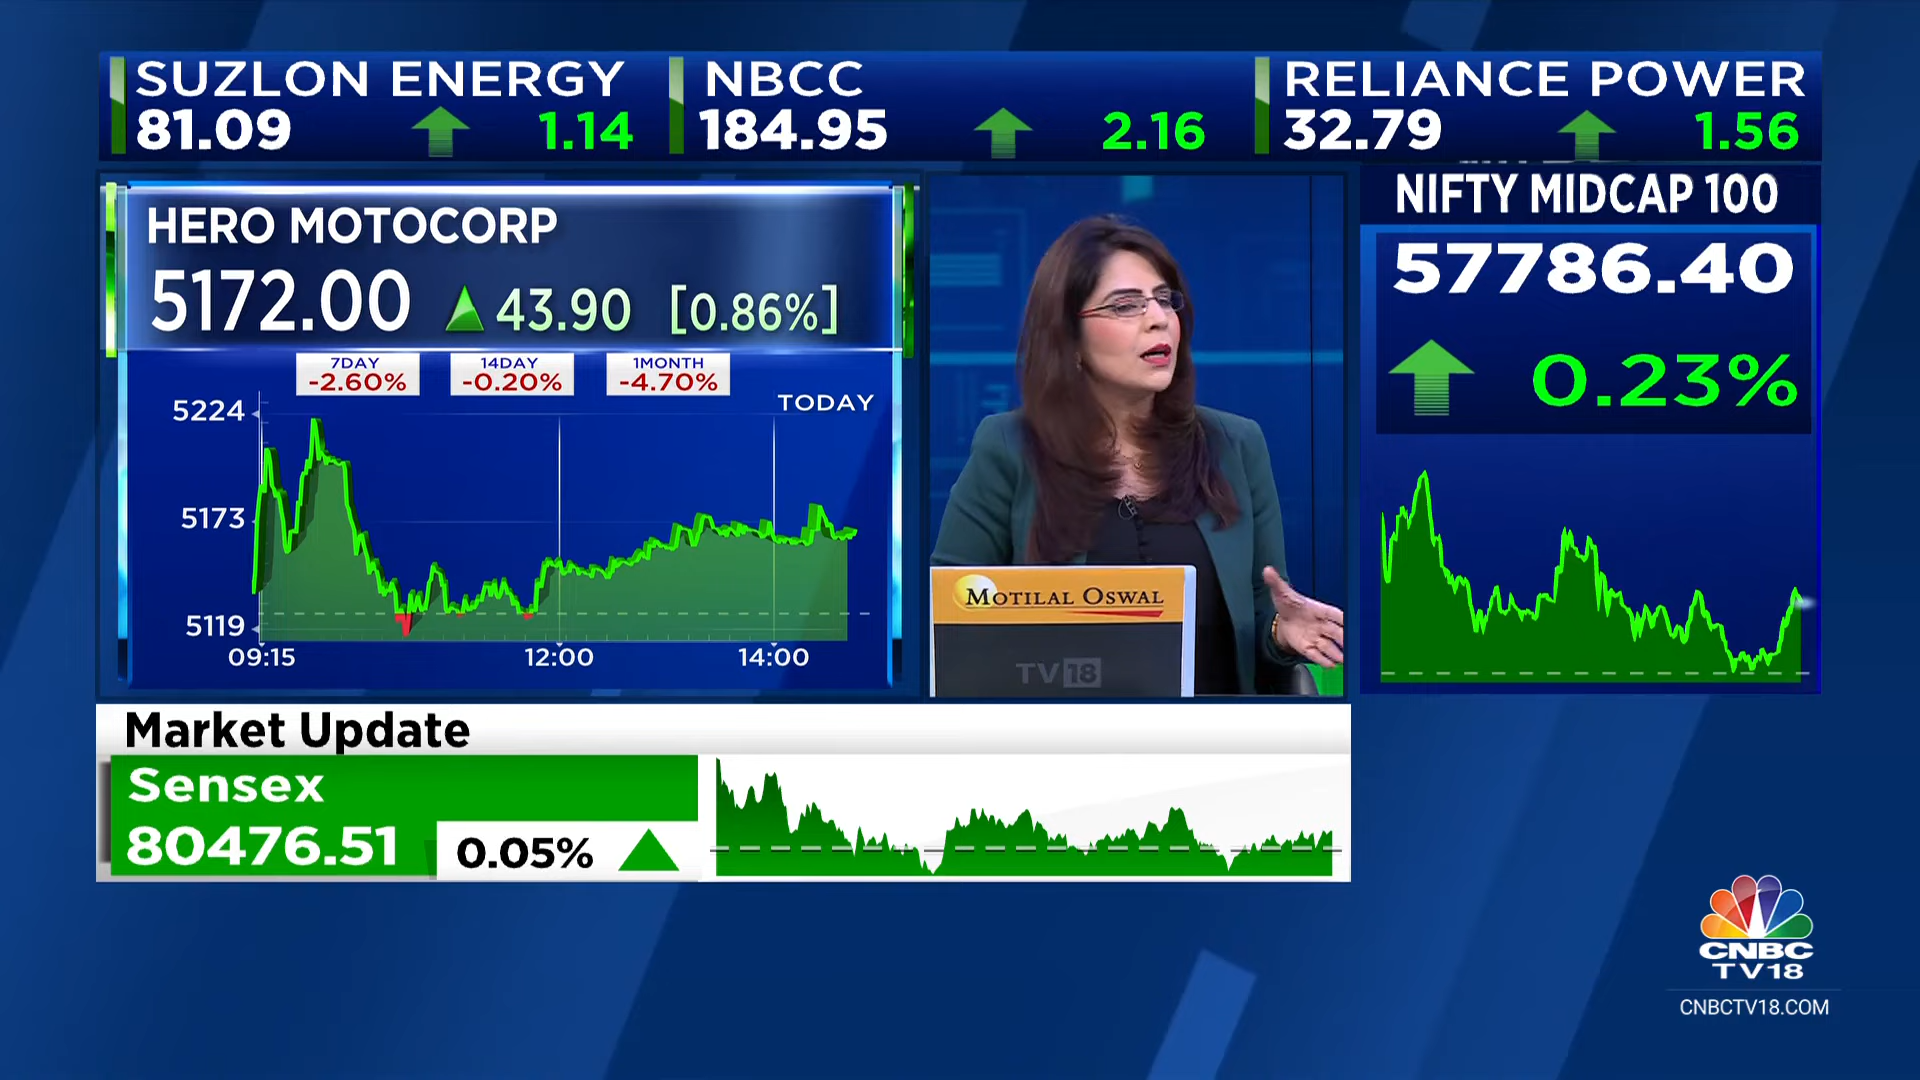 SUZLON ENERGY
81.09 1.14
NBCC
184.95 2.16
RELIANCE POWER
32.79 1.56
HERO MOTOCORP
5172.00 43.90 [0.86%]
7DAY
-2.60%
14DAY
-0.20%
1MONTH
-4.70%
TODAY
5224
5173
5119
09:15 12:00 14:00
MOTILAL OSWAL
TV18
NIFTY MIDCAP 100
57786.40
0.23%
Market Update
Sensex
80476.51 0.05%
CNBC
TV18
CNBCTV18.COM